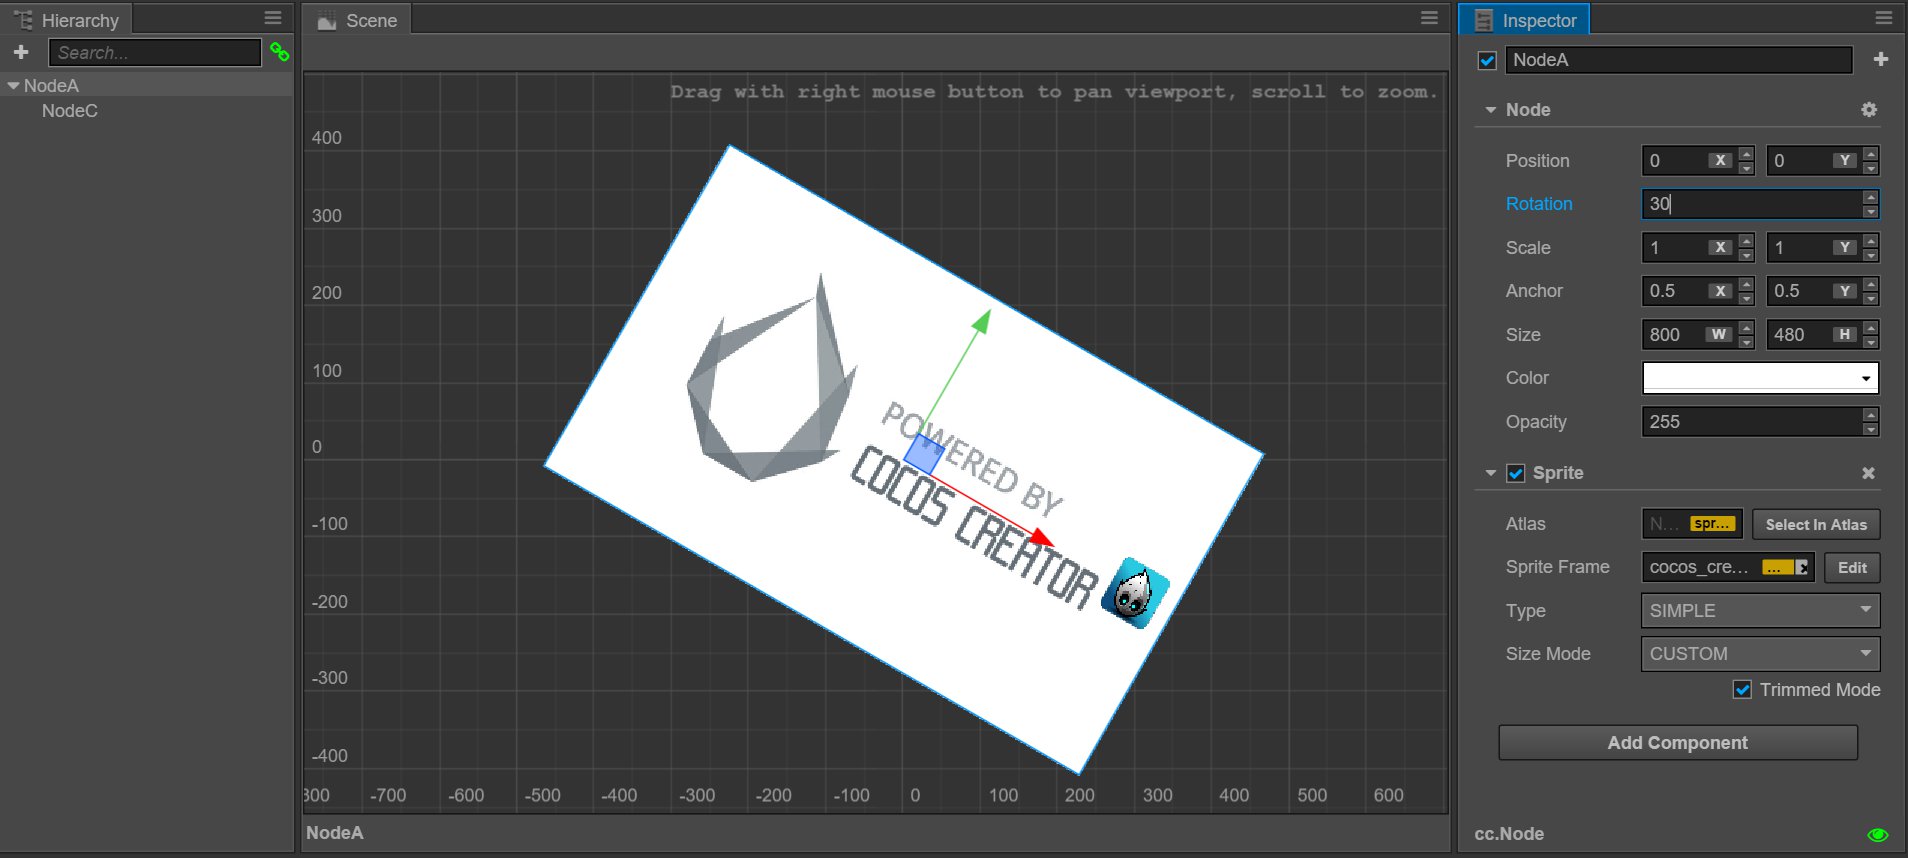 Hierarchy
Search...
NodeA
NodeC
Scene
Drag with right mouse button to pan viewport, scroll to zoom.
400
300
200
100
0
-100
-200
-300
-400
300 -700 -600 -500 -400 -300 -200 -100 0 100 200 300 400 500 600
POWERED BY
COCOS CREATOR
NodeA
Inspector
NodeA
Node
Position 0 X 0 Y
Rotation 30
Scale 1 X 1 Y
Anchor 0.5 X 0.5 Y
Size 800 W 480 H
Color
Opacity 255
Sprite
Atlas N... spr... Select In Atlas
Sprite Frame cocos_cre... ... Edit
Type SIMPLE
Size Mode CUSTOM
Trimmed Mode
Add Component
cc.Node